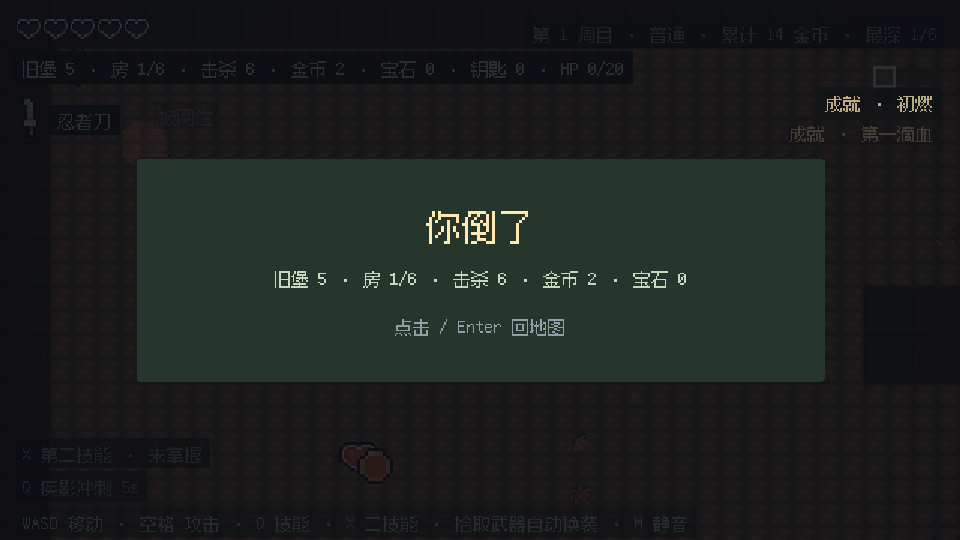 第 1 周目 · 普通 · 累计 14 金币 · 最深 1/6
旧堡 5 · 房 1/6 · 击杀 6 · 金币 2 · 宝石 0 · 钥匙 0 · HP 0/20
成就 · 初燃
忍者刀
成就 · 第一滴血
你倒了
旧堡 5 · 房 1/6 · 击杀 6 · 金币 2 · 宝石 0
点击 / Enter 回地图
X 第二技能 · 未掌握
Q 疾影冲刺 5s
WASD 移动 · 空格 攻击 · Q 技能 · X 二技能 · 拾取武器自动换装 · M 静音